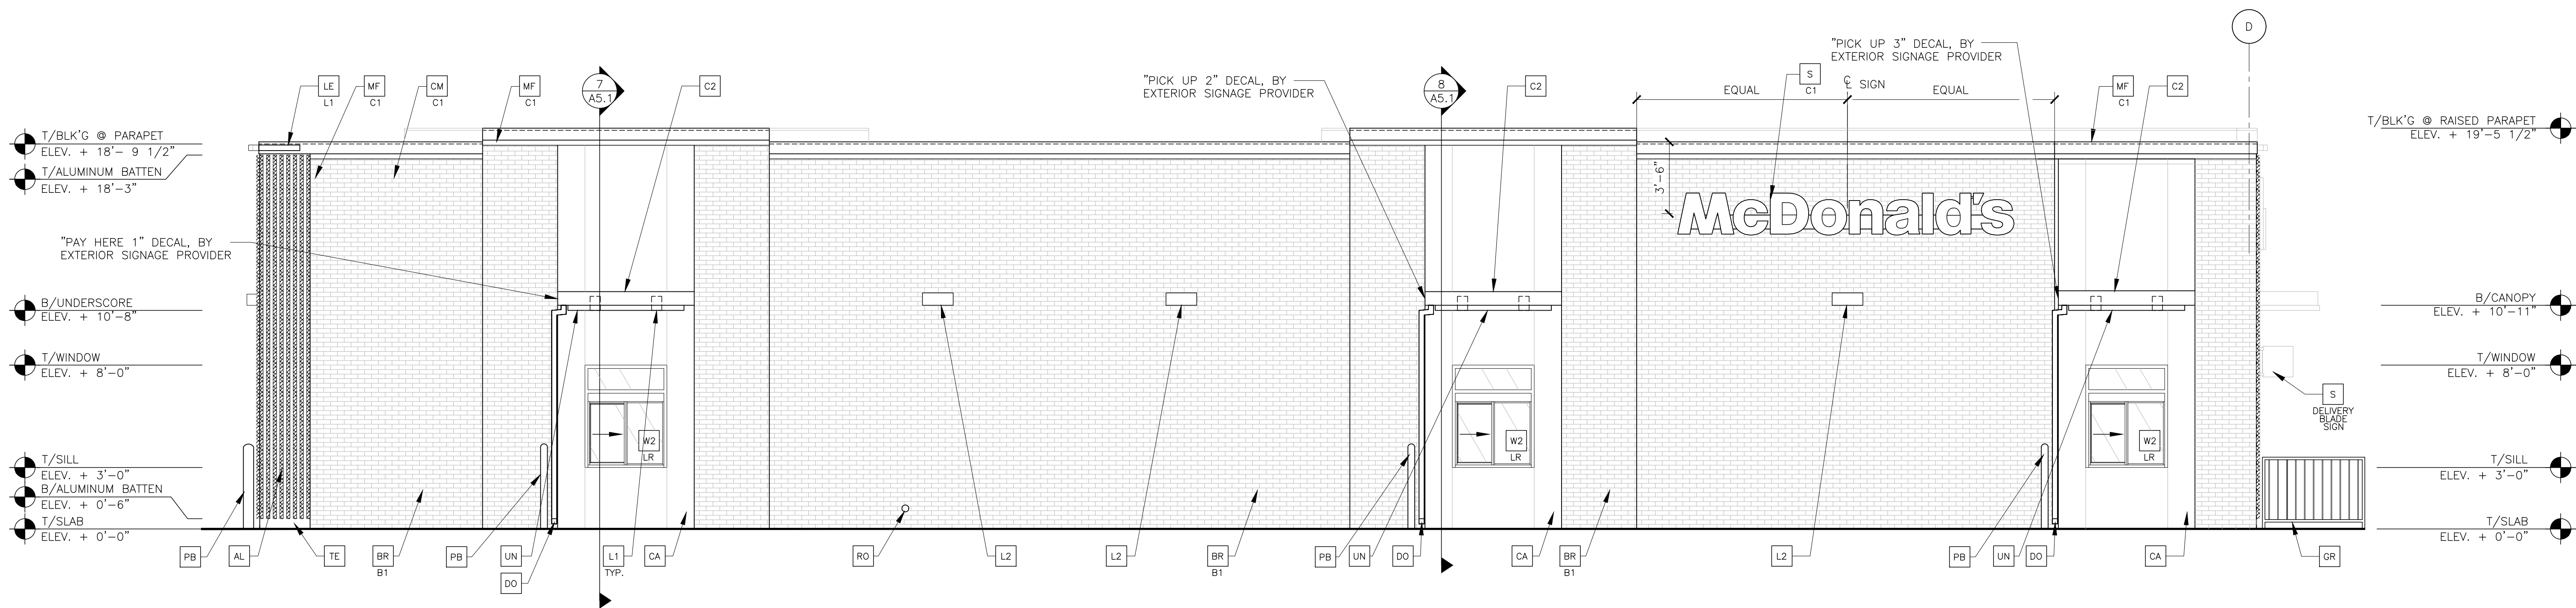 D
"PICK UP 3" DECAL, BY
EXTERIOR SIGNAGE PROVIDER
"PICK UP 2" DECAL, BY
EXTERIOR SIGNAGE PROVIDER
LE
L1
MF
C1
CM
C1
MF
C1
7
A5.1
C2
8
A5.1
C2
S
C1
℄ SIGN
EQUAL
EQUAL
MF
C1
C2
T/BLK'G @ PARAPET
ELEV. + 18'- 9 1/2"
T/ALUMINUM BATTEN
ELEV. + 18'-3"
T/BLK'G @ RAISED PARAPET
ELEV. + 19'-5 1/2"
3'-6"
McDonald's
"PAY HERE 1" DECAL, BY
EXTERIOR SIGNAGE PROVIDER
B/UNDERSCORE
ELEV. + 10'-8"
B/CANOPY
ELEV. + 10'-11"
T/WINDOW
ELEV. + 8'-0"
T/WINDOW
ELEV. + 8'-0"
S
DELIVERY
BLADE
SIGN
W2
LR
W2
LR
W2
LR
T/SILL
ELEV. + 3'-0"
T/SILL
ELEV. + 3'-0"
B/ALUMINUM BATTEN
ELEV. + 0'-6"
T/SLAB
ELEV. + 0'-0"
T/SLAB
ELEV. + 0'-0"
PB
AL
TE
BR
B1
PB
UN
DO
L1
TYP.
CA
RO
L2
L2
BR
B1
PB
UN
DO
CA
BR
B1
L2
PB
UN
DO
CA
GR